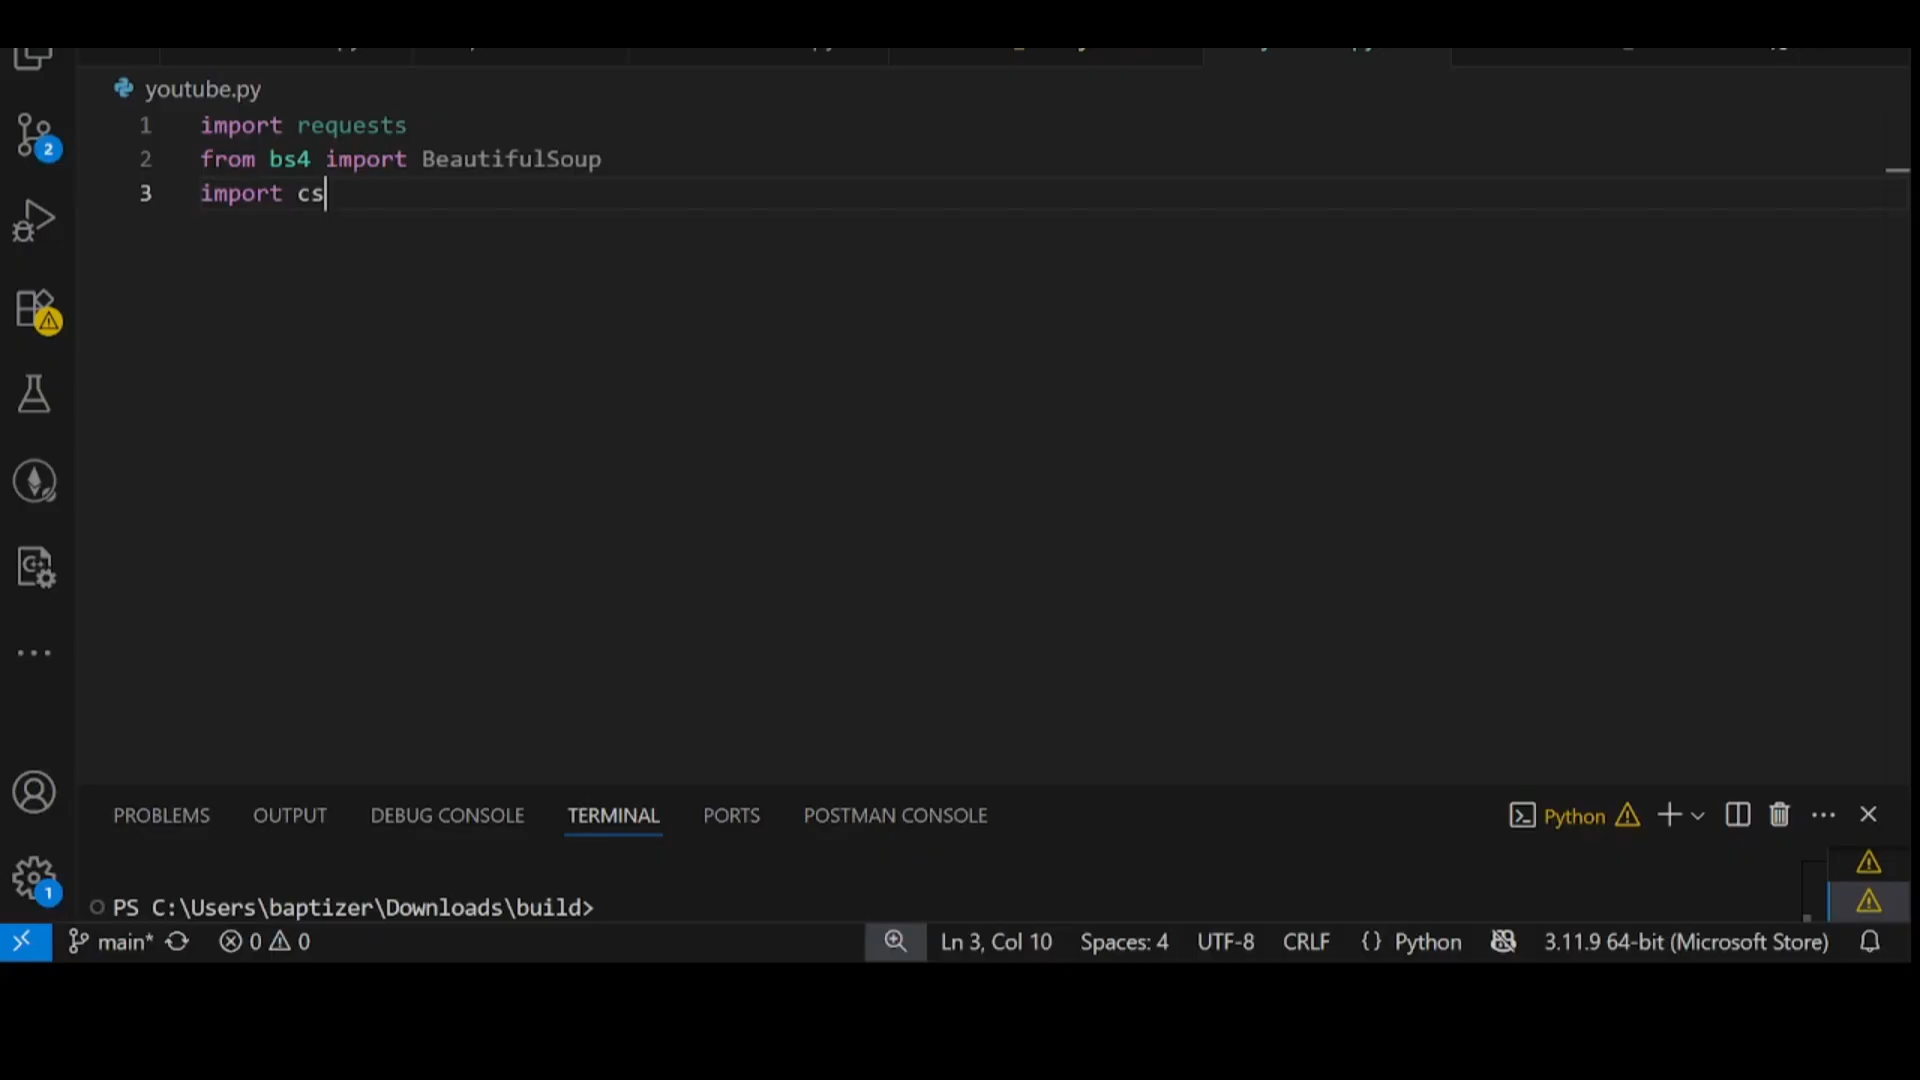 youtube.py
1 import requests
2 from bs4 import BeautifulSoup
3 import cs
2
1
PROBLEMS OUTPUT DEBUG CONSOLE TERMINAL PORTS POSTMAN CONSOLE Python
PS C:\Users\baptizer\Downloads\build>
main* 0 0 Ln 3, Col 10 Spaces: 4 UTF-8 CRLF {} Python 3.11.9 64-bit (Microsoft Store)